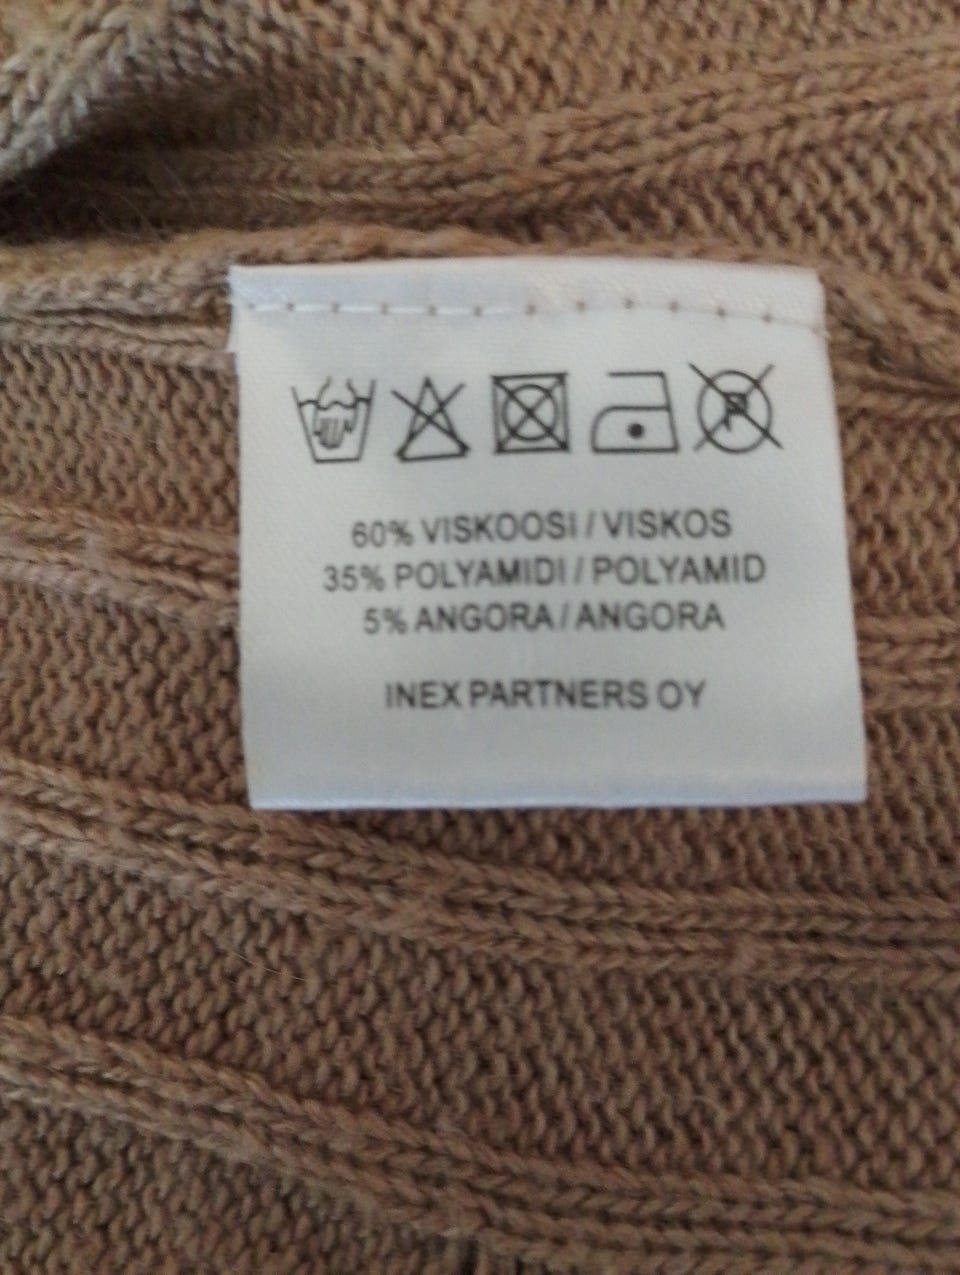 P
60% VISKOOSI / VISKOS
35% POLYAMIDI / POLYAMID
5% ANGORA / ANGORA
INEX PARTNERS OY